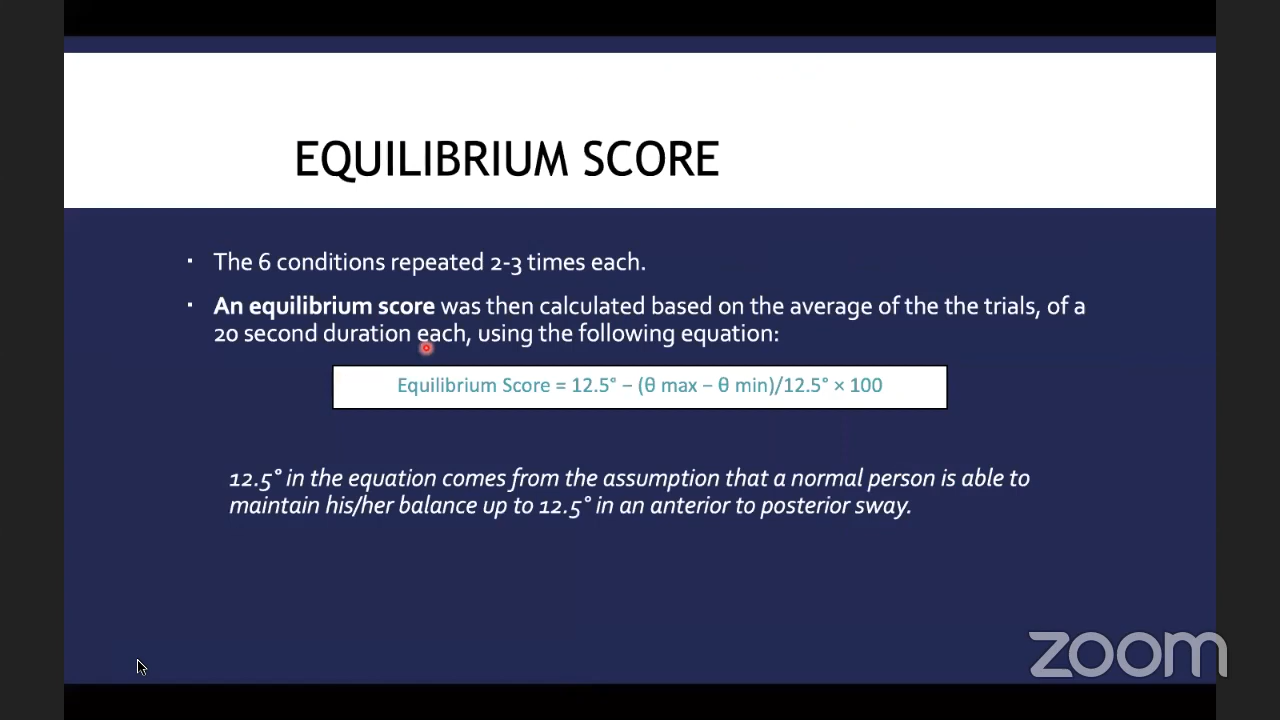 EQUILIBRIUM SCORE
▪ The 6 conditions repeated 2-3 times each.
▪ An equilibrium score was then calculated based on the average of the the trials, of a
20 second duration each, using the following equation:
Equilibrium Score = 12.5° − (θ max − θ min)/12.5° × 100
12.5° in the equation comes from the assumption that a normal person is able to
maintain his/her balance up to 12.5° in an anterior to posterior sway.
zoom